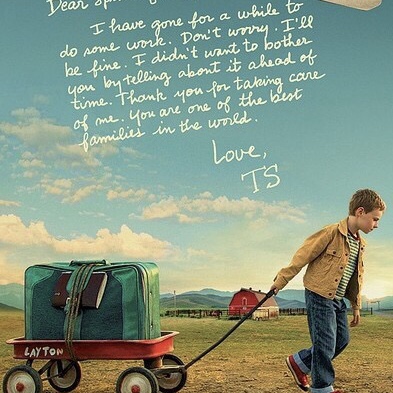 Dear
I have gone for a while to
do some work. Don't worry. I'll
be fine. I didn't want to bother
you by telling about it ahead of
time. Thank you for taking care
of me. You are one of the best
families in the world.
Love,
TS
LAYTON